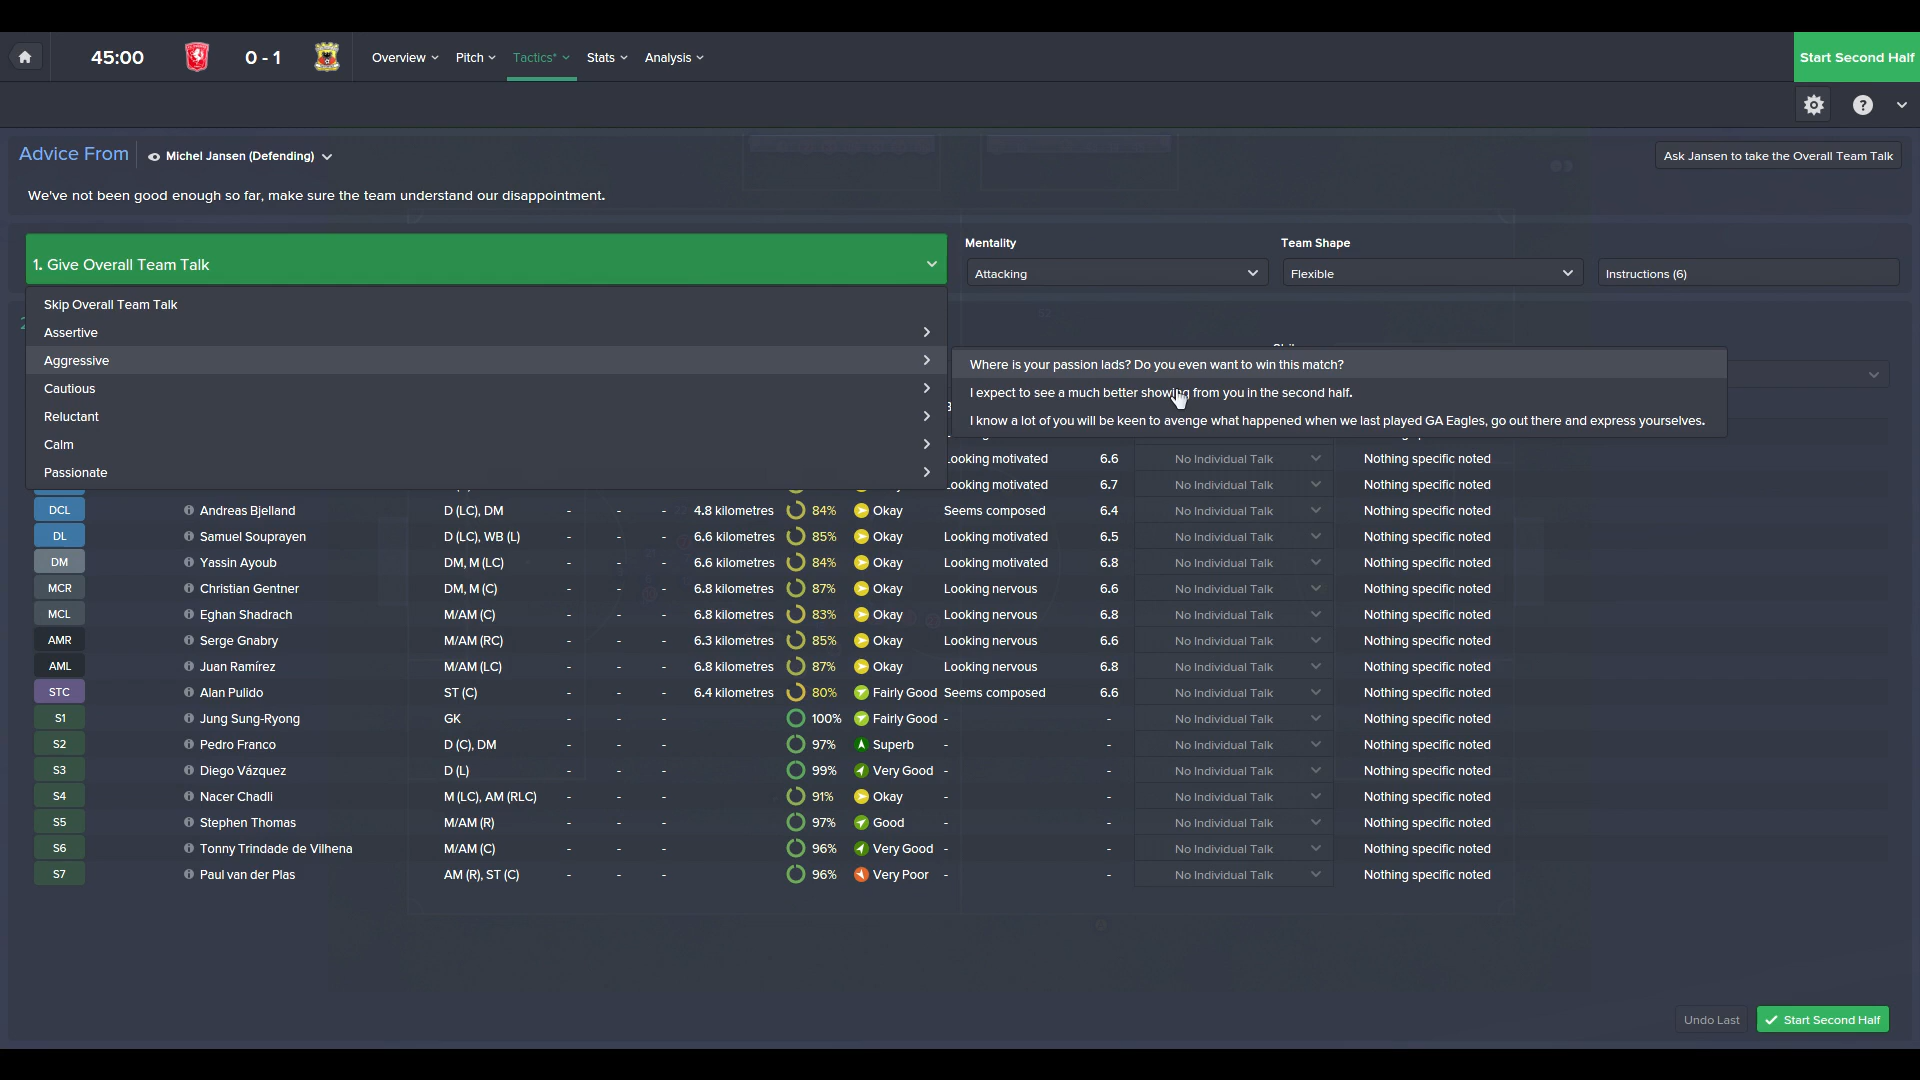 45:00 0 - 1 Overview Pitch Tactics* Stats Analysis Start Second Half
?
Advice From Michel Jansen (Defending) Ask Jansen to take the Overall Team Talk
We've not been good enough so far, make sure the team understand our disappointment.
Mentality Team Shape
1. Give Overall Team Talk Attacking Flexible Instructions (6)
Skip Overall Team Talk
Assertive
Aggressive
Where is your passion lads? Do you even want to win this match?
Cautious
I expect to see a much better showing from you in the second half.
Reluctant
I know a lot of you will be keen to avenge what happened when we last played GA Eagles, go out there and express yourselves.
Calm
Looking motivated 6.6 No Individual Talk Nothing specific noted
Passionate
Looking motivated 6.7 No Individual Talk Nothing specific noted
DCL Andreas Bjelland D (LC), DM - - - 4.8 kilometres 84% Okay Seems composed 6.4 No Individual Talk Nothing specific noted
DL Samuel Souprayen D (LC), WB (L) - - - 6.6 kilometres 85% Okay Looking motivated 6.5 No Individual Talk Nothing specific noted
DM Yassin Ayoub DM, M (LC) - - - 6.6 kilometres 84% Okay Looking motivated 6.8 No Individual Talk Nothing specific noted
MCR Christian Gentner DM, M (C) - - - 6.8 kilometres 87% Okay Looking nervous 6.6 No Individual Talk Nothing specific noted
MCL Eghan Shadrach M/AM (C) - - - 6.8 kilometres 83% Okay Looking nervous 6.8 No Individual Talk Nothing specific noted
AMR Serge Gnabry M/AM (RC) - - - 6.3 kilometres 85% Okay Looking nervous 6.6 No Individual Talk Nothing specific noted
AML Juan Ramírez M/AM (LC) - - - 6.8 kilometres 87% Okay Looking nervous 6.8 No Individual Talk Nothing specific noted
STC Alan Pulido ST (C) - - - 6.4 kilometres 80% Fairly Good Seems composed 6.6 No Individual Talk Nothing specific noted
S1 Jung Sung-Ryong GK - - - 100% Fairly Good - - No Individual Talk Nothing specific noted
S2 Pedro Franco D (C), DM - - - 97% Superb - - No Individual Talk Nothing specific noted
S3 Diego Vázquez D (L) - - - 99% Very Good - - No Individual Talk Nothing specific noted
S4 Nacer Chadli M (LC), AM (RLC) - - - 91% Okay - - No Individual Talk Nothing specific noted
S5 Stephen Thomas M/AM (R) - - - 97% Good - - No Individual Talk Nothing specific noted
S6 Tonny Trindade de Vilhena M/AM (C) - - - 96% Very Good - - No Individual Talk Nothing specific noted
S7 Paul van der Plas AM (R), ST (C) - - - 96% Very Poor - - No Individual Talk Nothing specific noted
Undo Last Start Second Half